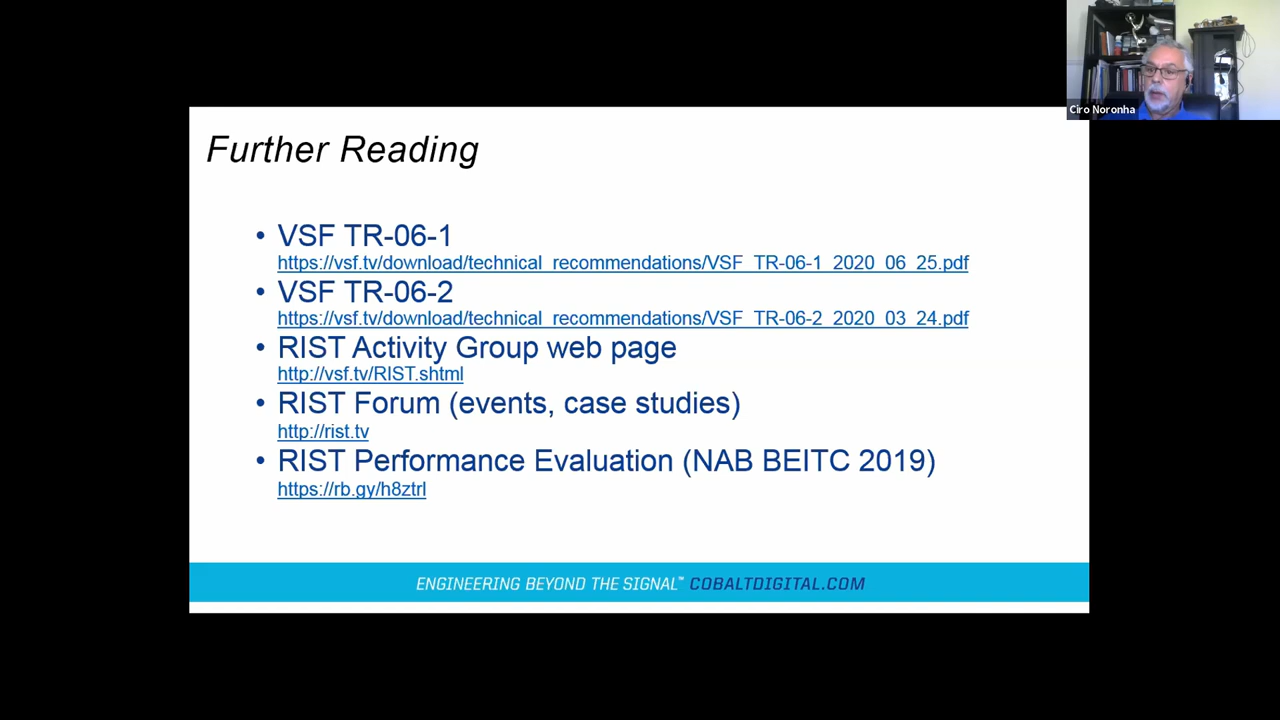 Ciro Noronha
Further Reading
• VSF TR-06-1
https://vsf.tv/download/technical_recommendations/VSF_TR-06-1_2020_06_25.pdf
• VSF TR-06-2
https://vsf.tv/download/technical_recommendations/VSF_TR-06-2_2020_03_24.pdf
• RIST Activity Group web page
http://vsf.tv/RIST.shtml
• RIST Forum (events, case studies)
http://rist.tv
• RIST Performance Evaluation (NAB BEITC 2019)
https://rb.gy/h8ztrl
ENGINEERING BEYOND THE SIGNAL™ COBALTDIGITAL.COM